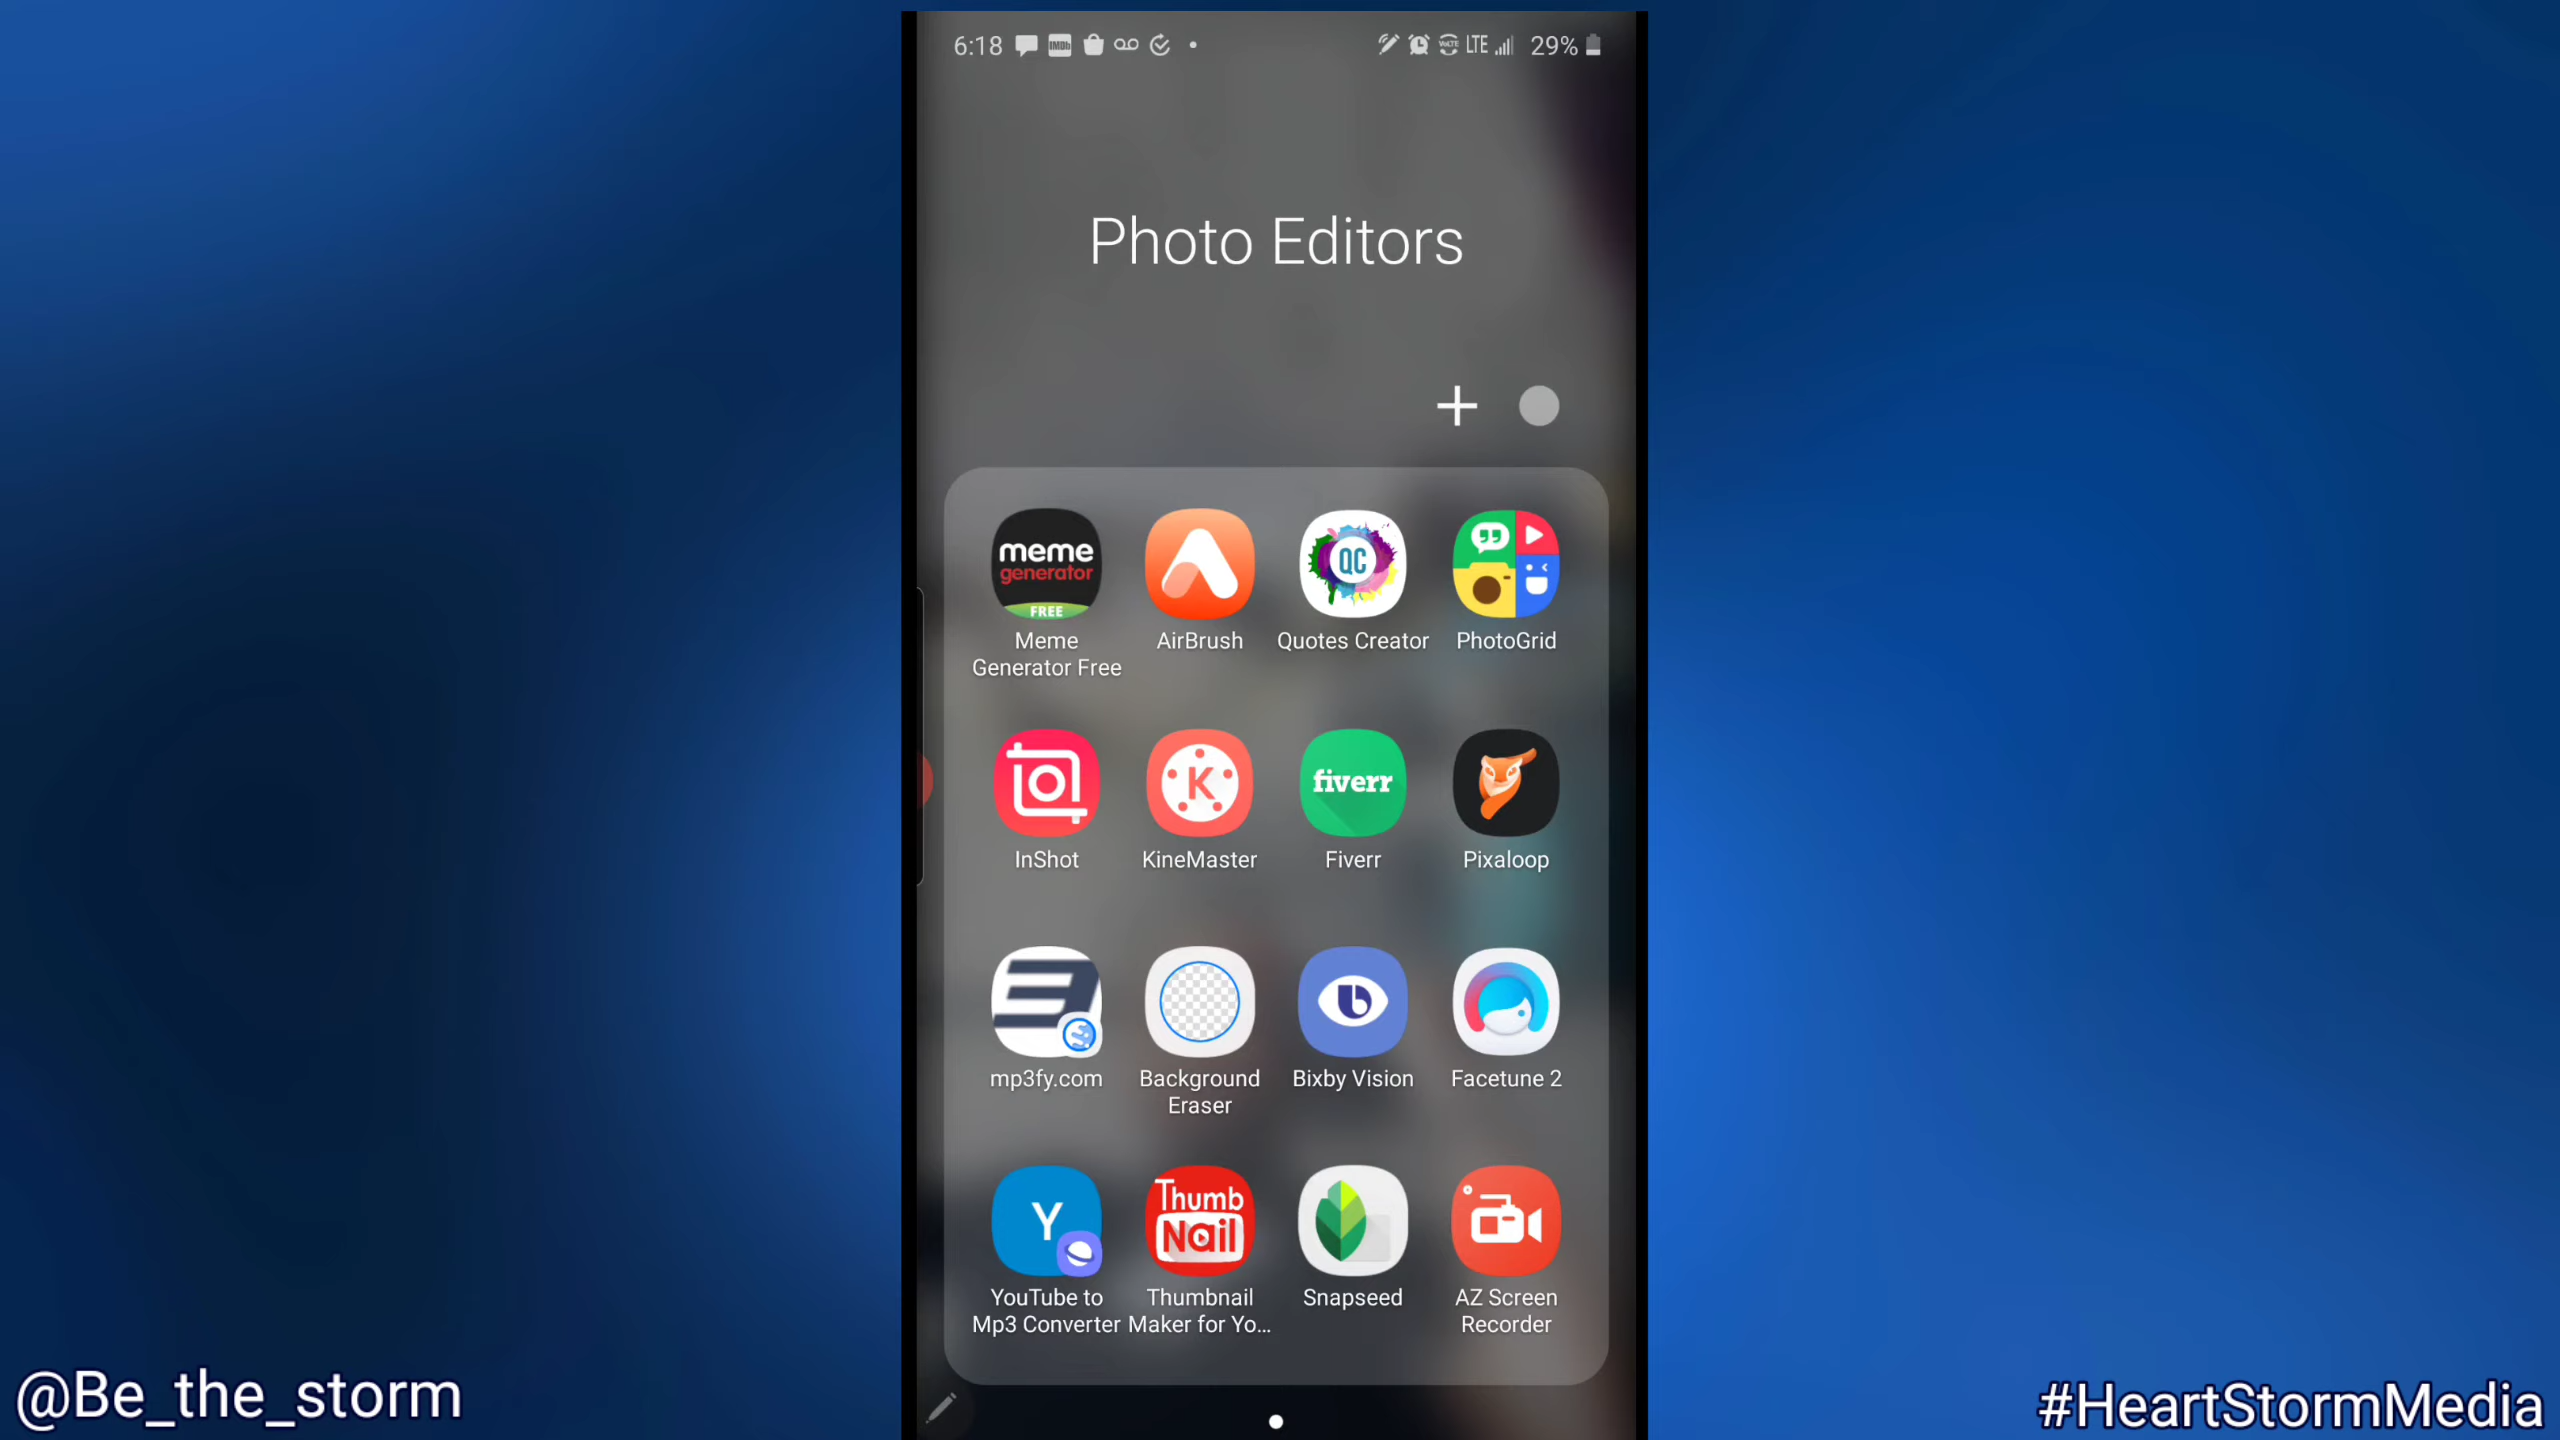 6:18 IMDb VoLTE LTE 29%
Photo Editors
meme
generator
FREE
QC
Meme
Generator Free
AirBrush
Quotes Creator
PhotoGrid
K
fiverr
InShot
KineMaster
Fiverr
Pixaloop
mp3fy.com
Background
Eraser
Bixby Vision
Facetune 2
Y
Thumb
Nail
YouTube to
Mp3 Converter
Thumbnail
Maker for Yo...
Snapseed
AZ Screen
Recorder
@Be_the_storm
#HeartStormMedia